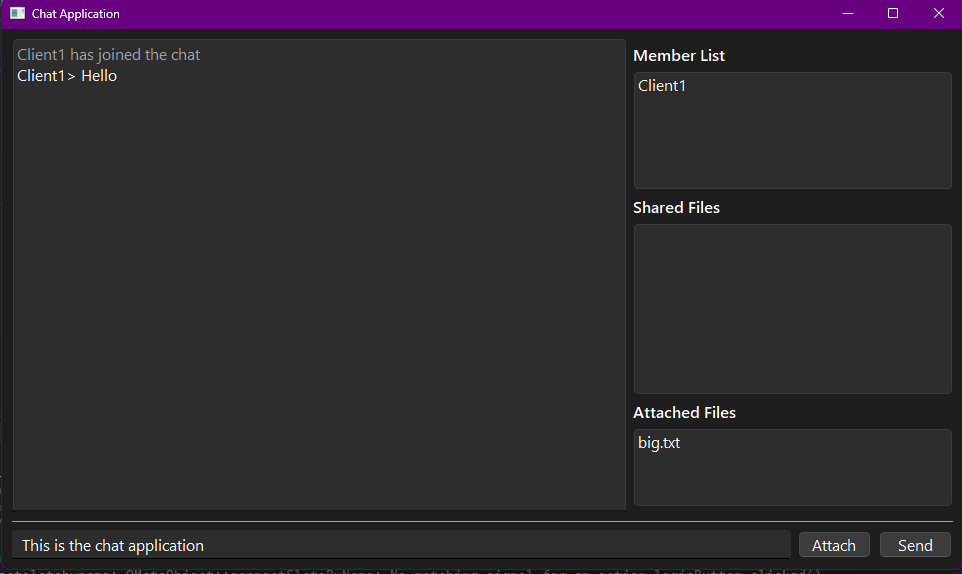 Chat Application
Client1 has joined the chat
Client1> Hello
Member List
Client1
Shared Files
Attached Files
big.txt
This is the chat application
Attach
Send